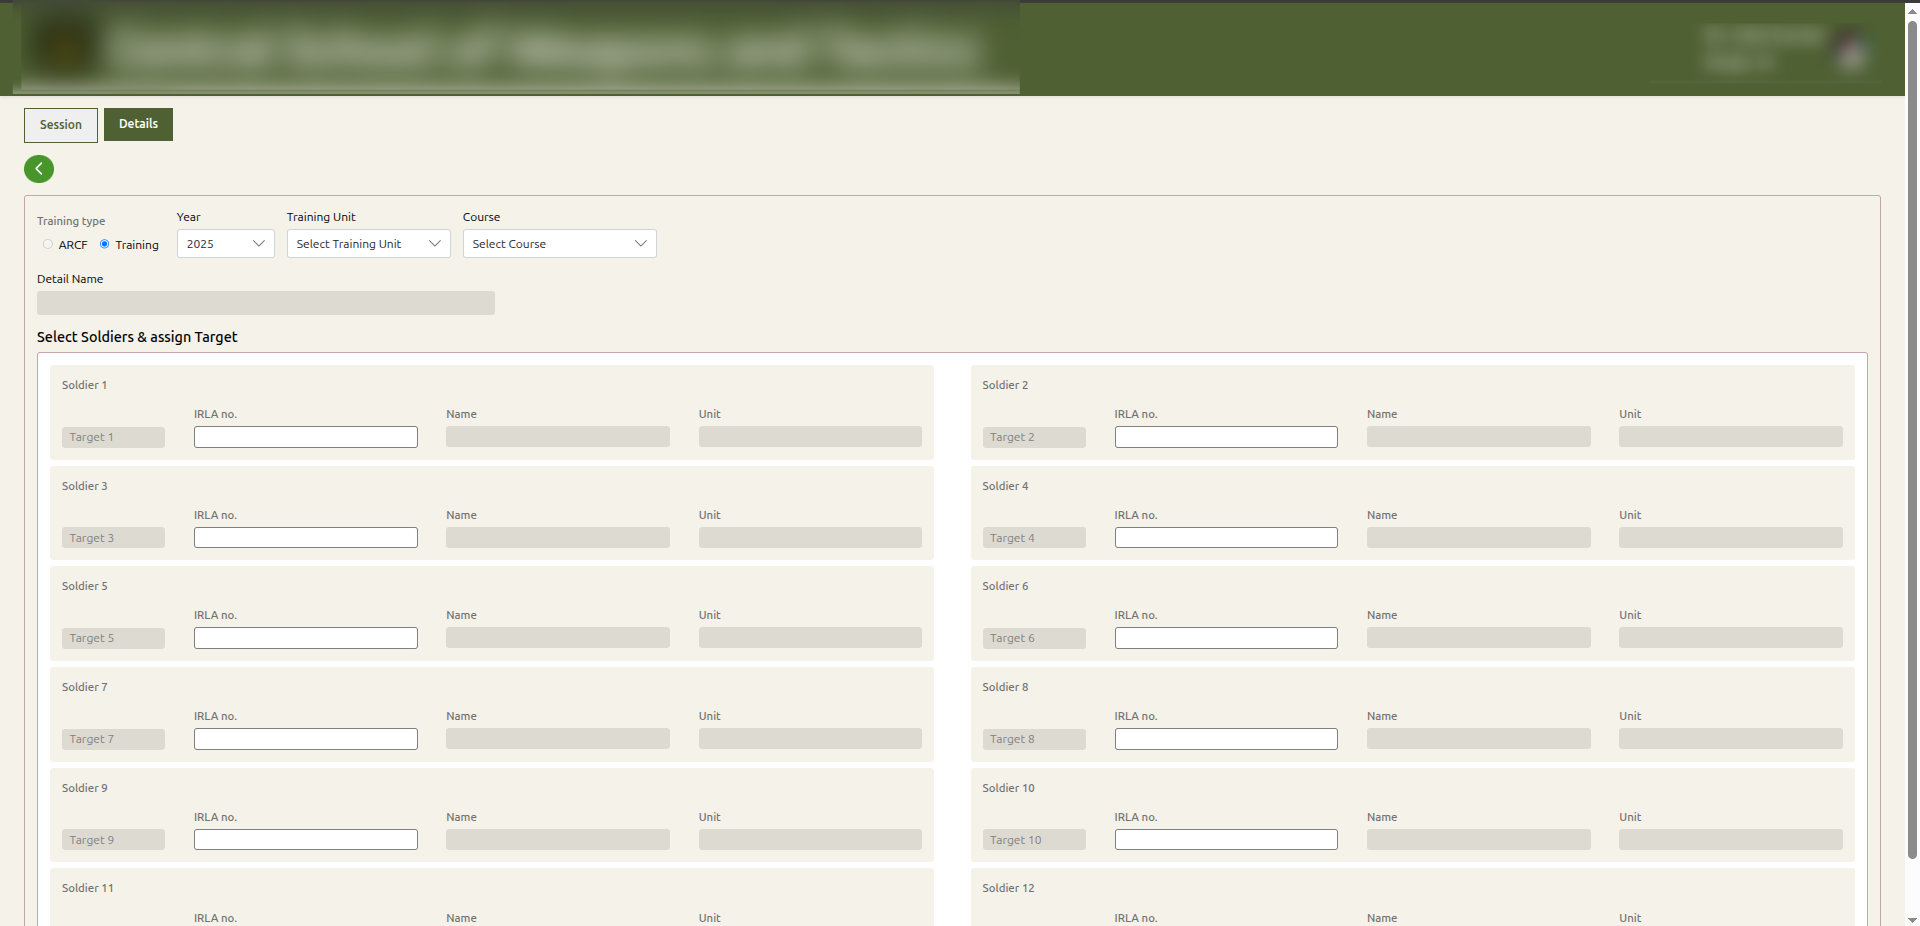 Central School of Weapons and Tactics
Session Details
Training type Year Training Unit Course
ARCF Training 2025 Select Training Unit Select Course
Detail Name
Select Soldiers & assign Target
Soldier 1 Soldier 2
IRLA no. Name Unit IRLA no. Name Unit
Target 1 Target 2
Soldier 3 Soldier 4
IRLA no. Name Unit IRLA no. Name Unit
Target 3 Target 4
Soldier 5 Soldier 6
IRLA no. Name Unit IRLA no. Name Unit
Target 5 Target 6
Soldier 7 Soldier 8
IRLA no. Name Unit IRLA no. Name Unit
Target 7 Target 8
Soldier 9 Soldier 10
IRLA no. Name Unit IRLA no. Name Unit
Target 9 Target 10
Soldier 11 Soldier 12
IRLA no. Name Unit IRLA no. Name Unit